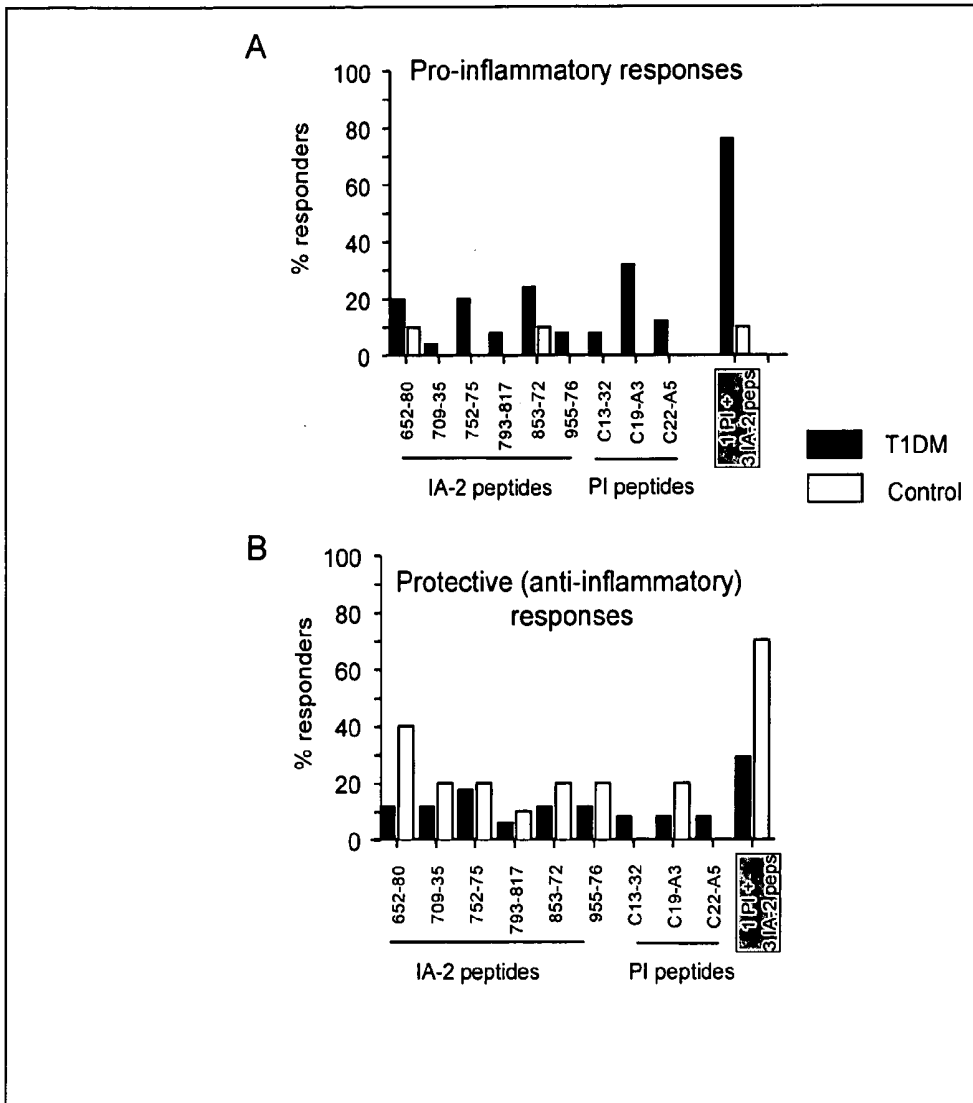 A
Pro-inflammatory responses
% responders
100
80
60
40
20
0
652-80
709-35
752-75
793-817
853-72
955-76
C13-32
C19-A3
C22-A5
1 PI +
3 IA-2 peps
IA-2 peptides
PI peptides
T1DM
Control
B
Protective (anti-inflammatory)
responses
% responders
100
80
60
40
20
0
652-80
709-35
752-75
793-817
853-72
955-76
C13-32
C19-A3
C22-A5
1 PI +
3 IA-2 peps
IA-2 peptides
PI peptides